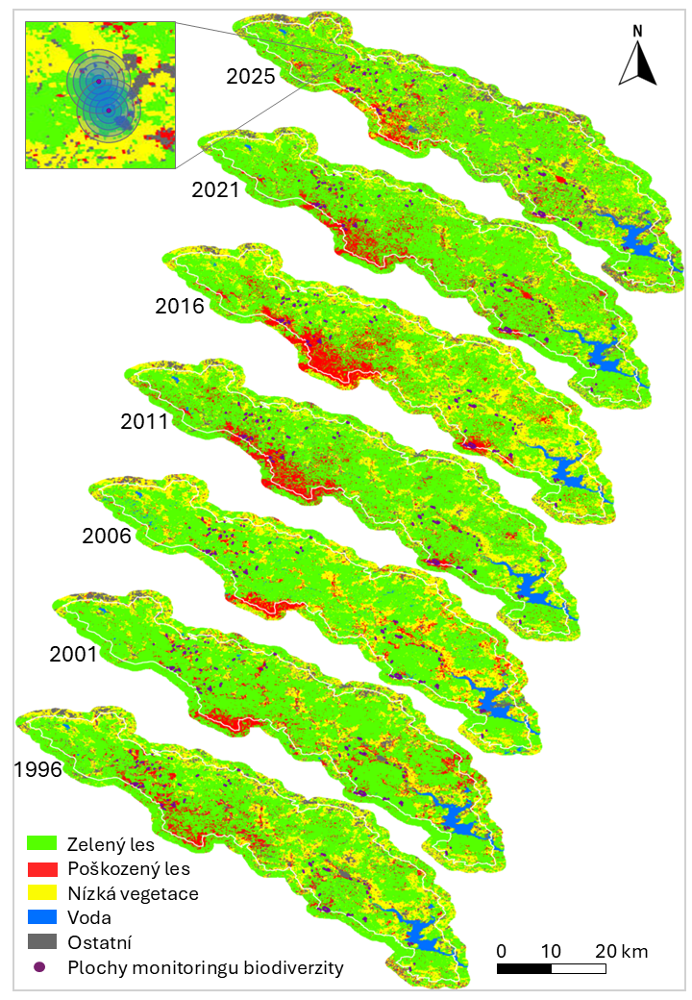 N
2025
2021
2016
2011
2006
2001
1996
Zelený les
Poškozený les
Nízká vegetace
Voda
Ostatní
Plochy monitoringu biodiverzity
0 10 20 km